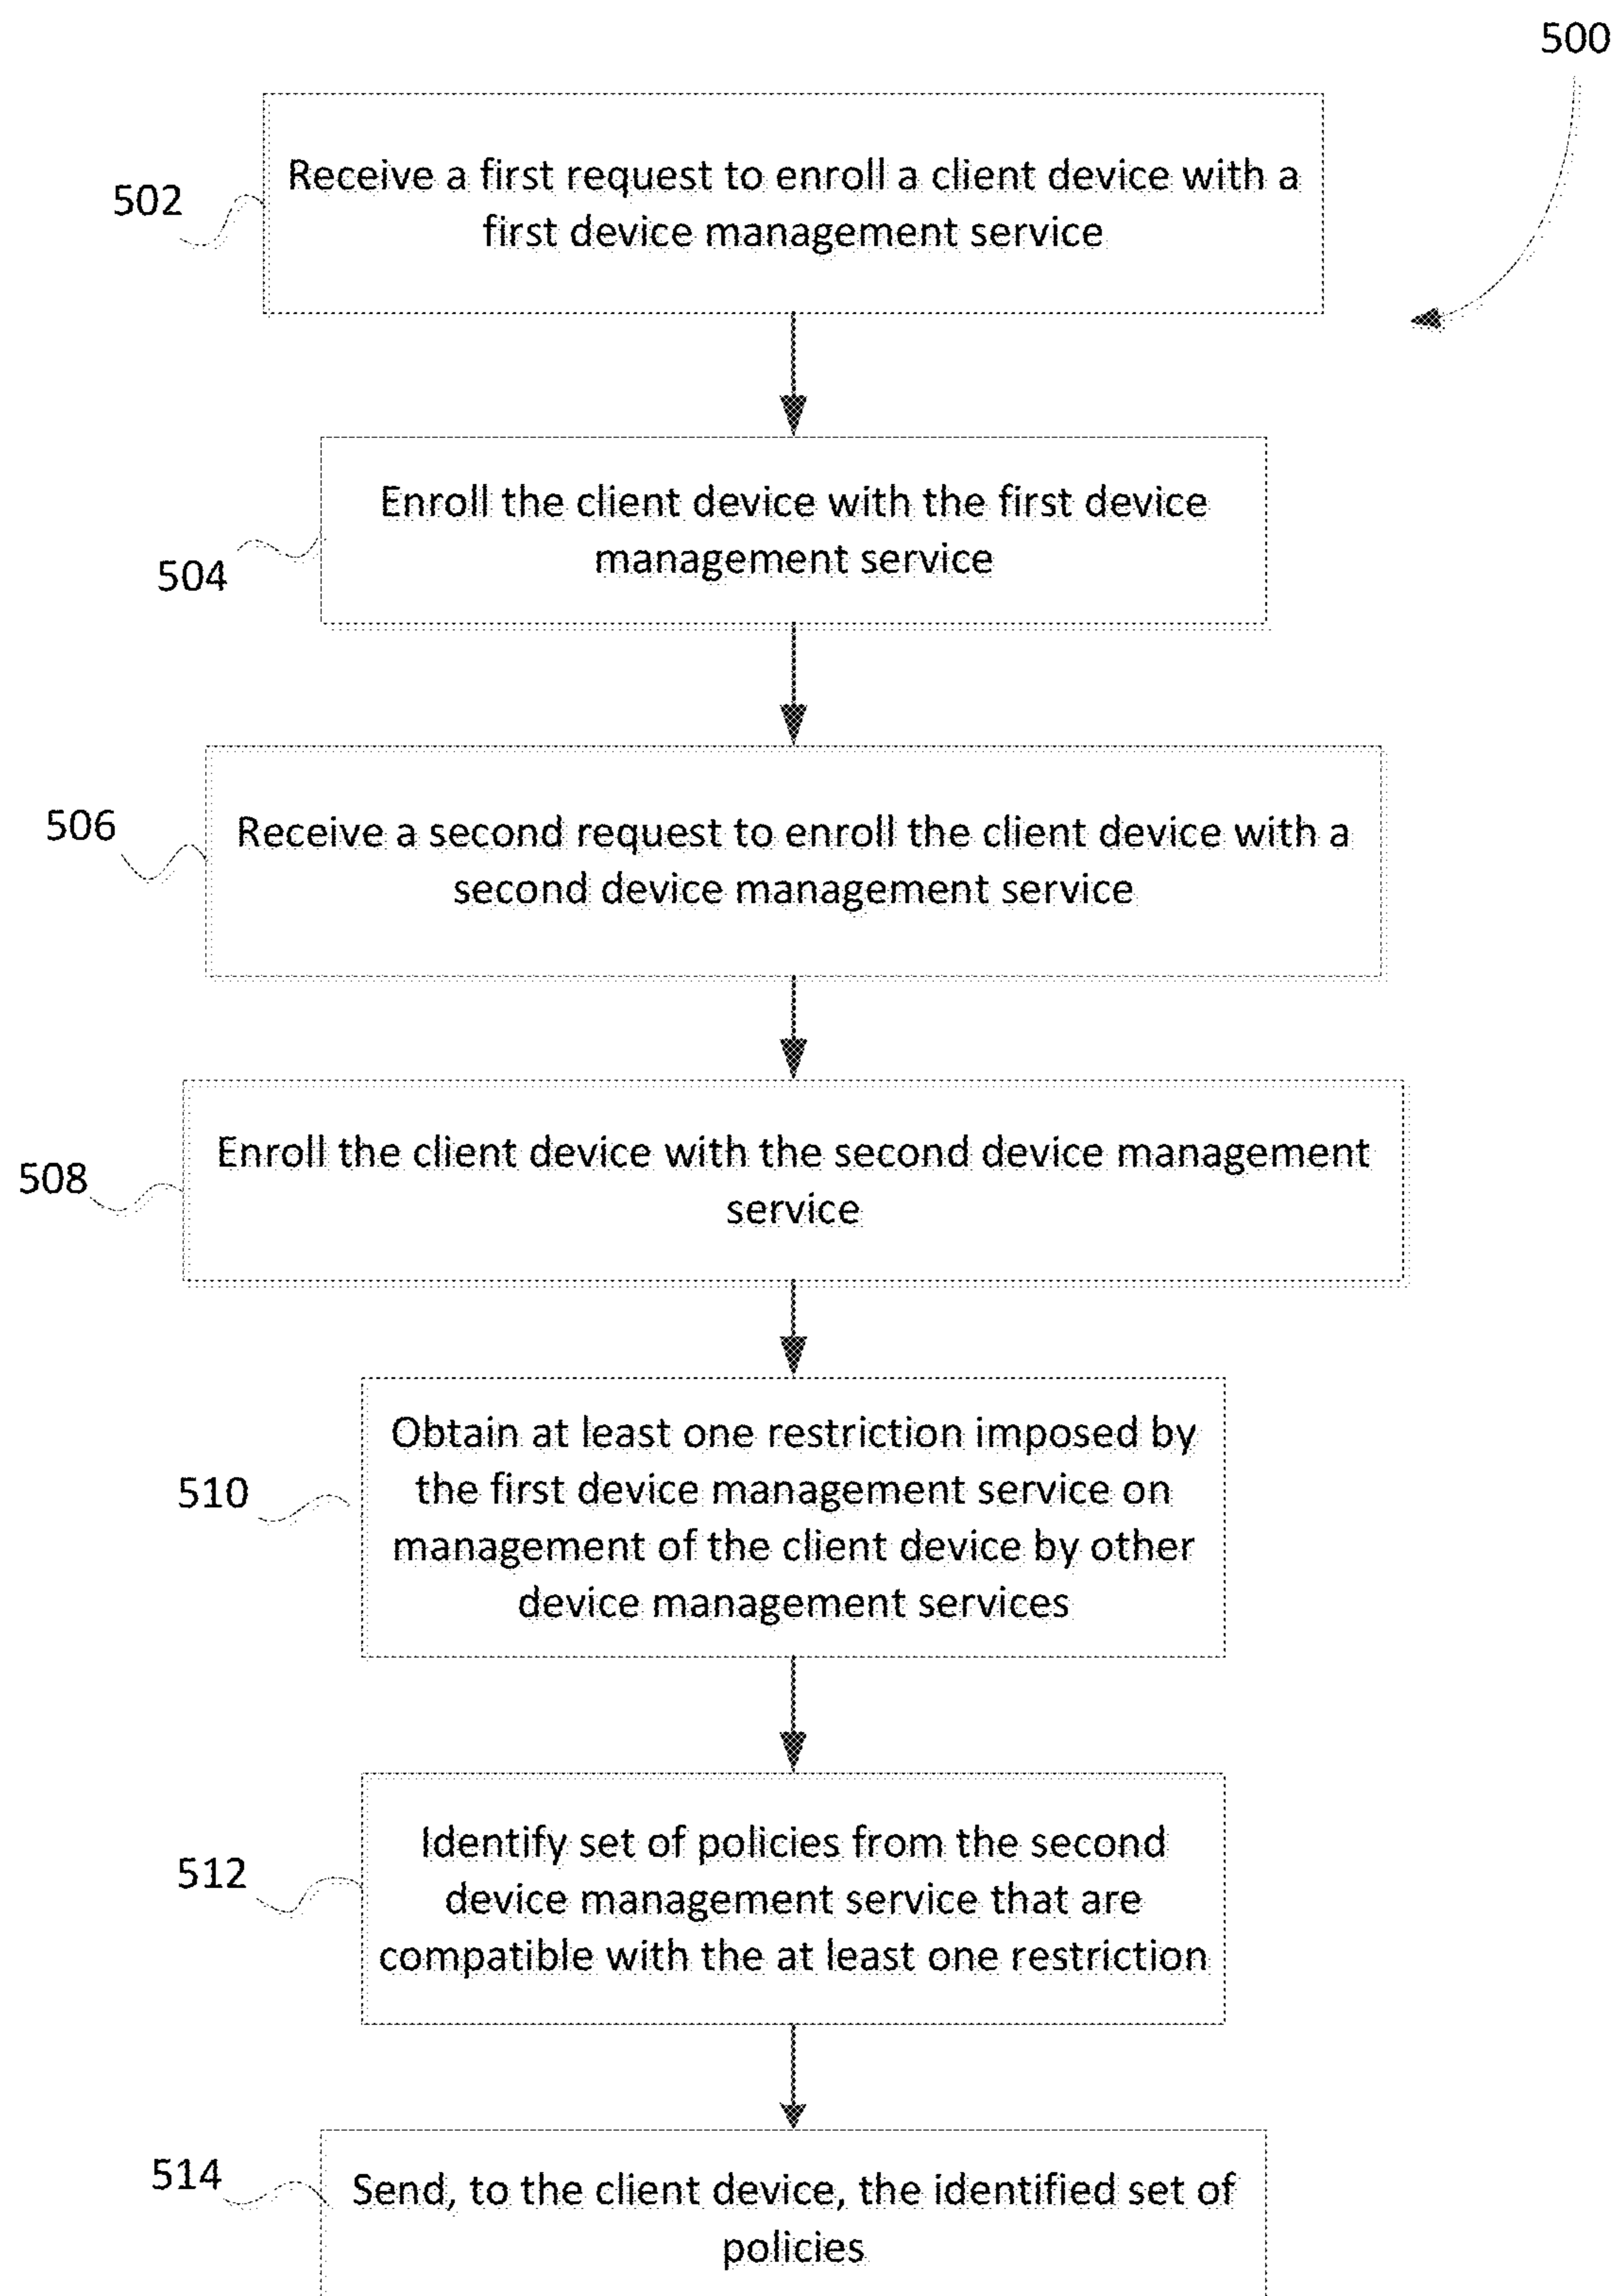 500
502
Receive a first request to enroll a client device with a
first device management service
504
Enroll the client device with the first device
management service
506
Receive a second request to enroll the client device with a
second device management service
508
Enroll the client device with the second device management
service
510
Obtain at least one restriction imposed by
the first device management service on
management of the client device by other
device management services
512
Identify set of policies from the second
device management service that are
compatible with the at least one restriction
514
Send, to the client device, the identified set of
policies